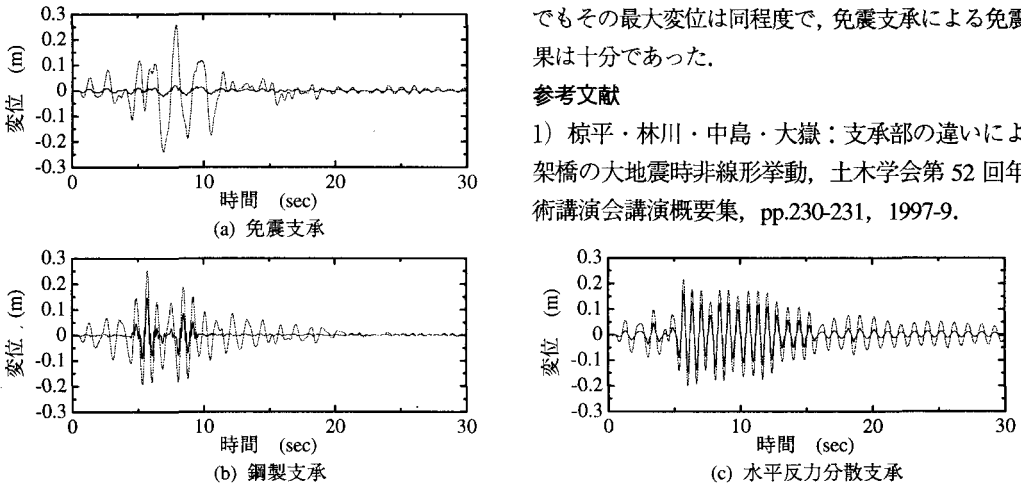 0.3
0.2
0.1
0
-0.1
-0.2
-0.3
変位 (m)
0 10 20 30
時間 (sec)
(a) 免震支承
でもその最大変位は同程度で，免震支承による免震
果は十分であった．
参考文献
1) 椋平・林川・中島・大嶽：支承部の違いによ
架橋の大地震時非線形挙動，土木学会第 52 回年
術講演会講演概要集，pp.230-231，1997-9．
0.3
0.2
0.1
0
-0.1
-0.2
-0.3
変位 (m)
0 10 20 30
時間 (sec)
(b) 鋼製支承
0.3
0.2
0.1
0
-0.1
-0.2
-0.3
変位 (m)
0 10 20 30
時間 (sec)
(c) 水平反力分散支承